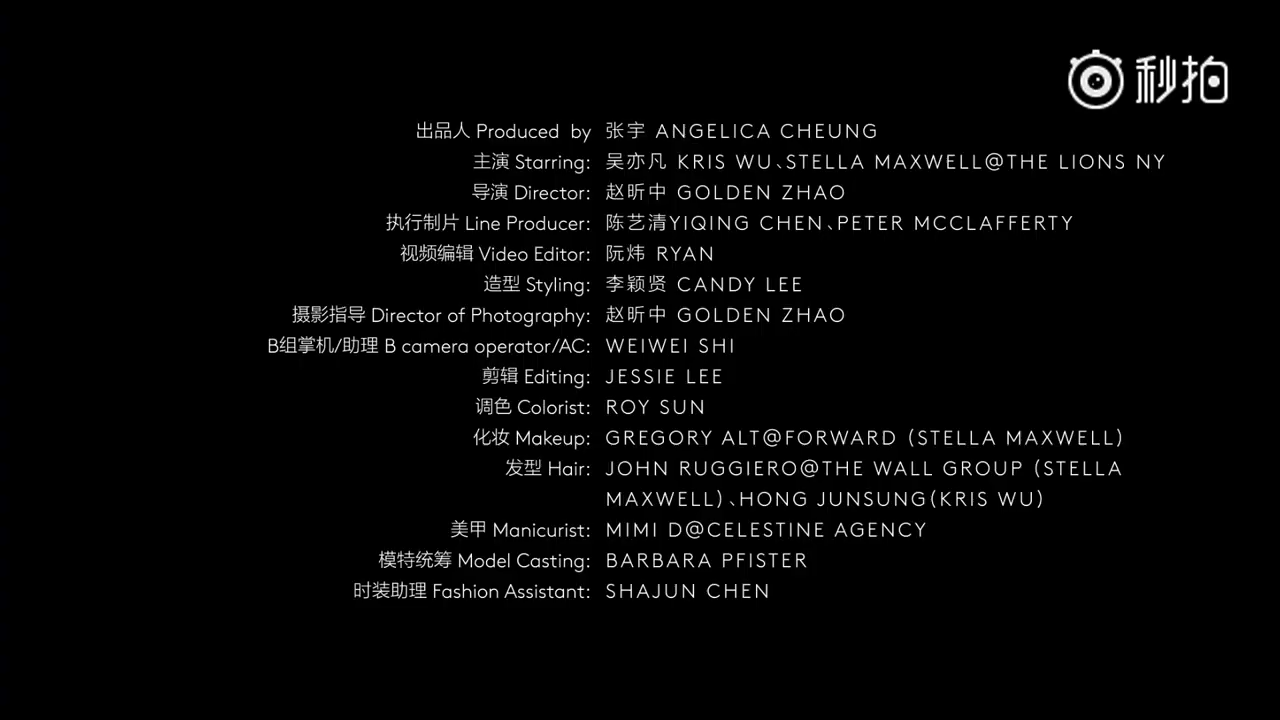 秒拍
出品人 Produced by 张宇 ANGELICA CHEUNG
主演 Starring: 吴亦凡 KRIS WU、STELLA MAXWELL@THE LIONS NY
导演 Director: 赵昕中 GOLDEN ZHAO
执行制片 Line Producer: 陈艺清YIQING CHEN、PETER MCCLAFFERTY
视频编辑 Video Editor: 阮炜 RYAN
造型 Styling: 李颖贤 CANDY LEE
摄影指导 Director of Photography: 赵昕中 GOLDEN ZHAO
B组掌机/助理 B camera operator/AC: WEIWEI SHI
剪辑 Editing: JESSIE LEE
调色 Colorist: ROY SUN
化妆 Makeup: GREGORY ALT@FORWARD (STELLA MAXWELL)
发型 Hair: JOHN RUGGIERO@THE WALL GROUP (STELLA
MAXWELL)、HONG JUNSUNG(KRIS WU)
美甲 Manicurist: MIMI D@CELESTINE AGENCY
模特统筹 Model Casting: BARBARA PFISTER
时装助理 Fashion Assistant: SHAJUN CHEN